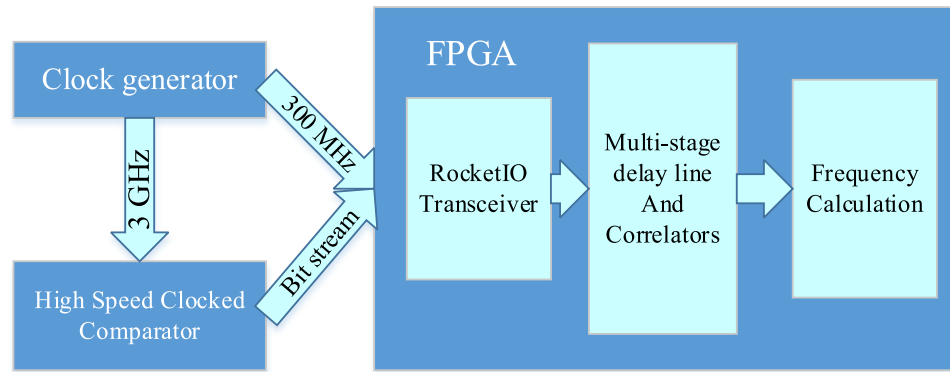 Clock generator
3 GHz
High Speed Clocked
Comparator
300 MHz
Bit stream
FPGA
RocketIO
Transceiver
Multi-stage
delay line
And
Correlators
Frequency
Calculation